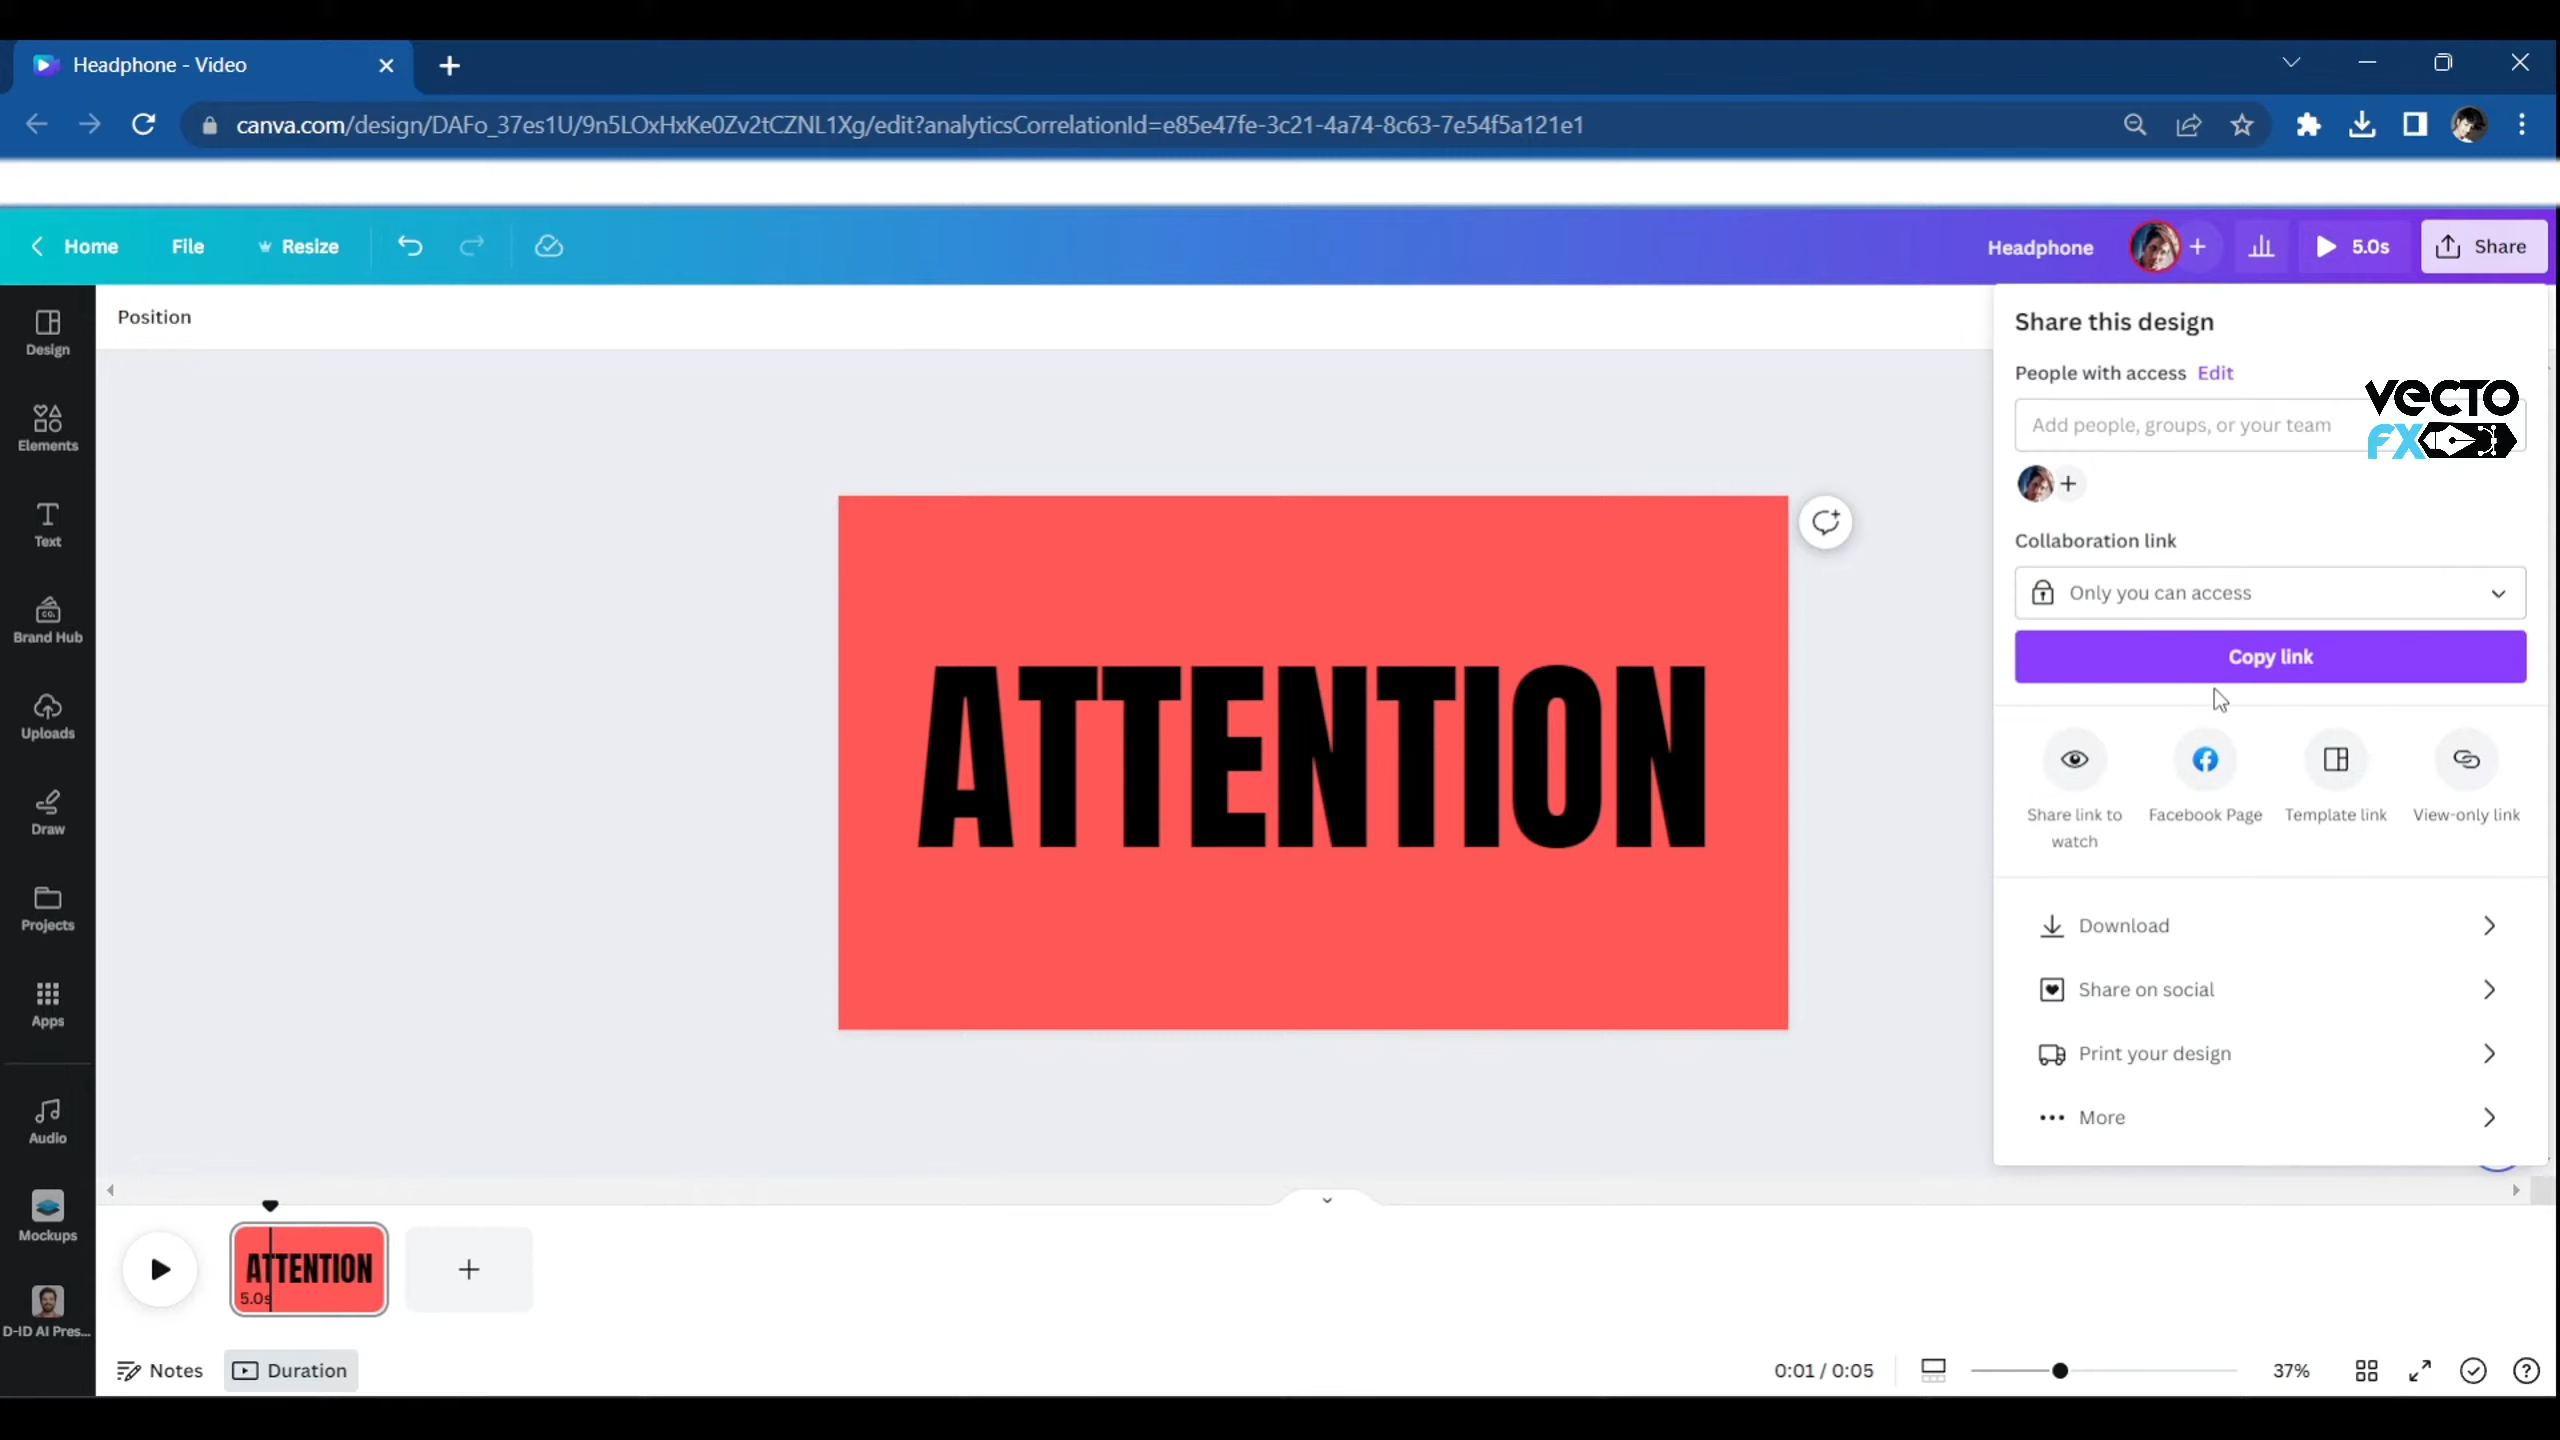 Headphone - Video
canva.com/design/DAFo_37es1U/9n5LOxHxKe0Zv2tCZNL1Xg/edit?analyticsCorrelationId=e85e47fe-3c21-4a74-8c63-7e54f5a121e1
Home File Resize Headphone 5.0s Share
Position
Design
Elements
Text
Brand Hub
Uploads
Draw
Projects
Apps
Audio
Mockups
D-ID AI Pres...
ATTENTION
Share this design
People with access Edit
Add people, groups, or your team
VECTO
FX
Collaboration link
Only you can access
Copy link
Share link to watch
Facebook Page
Template link
View-only link
Download
Share on social
Print your design
More
ATTENTION
5.0s
Notes Duration 0:01 / 0:05 37%